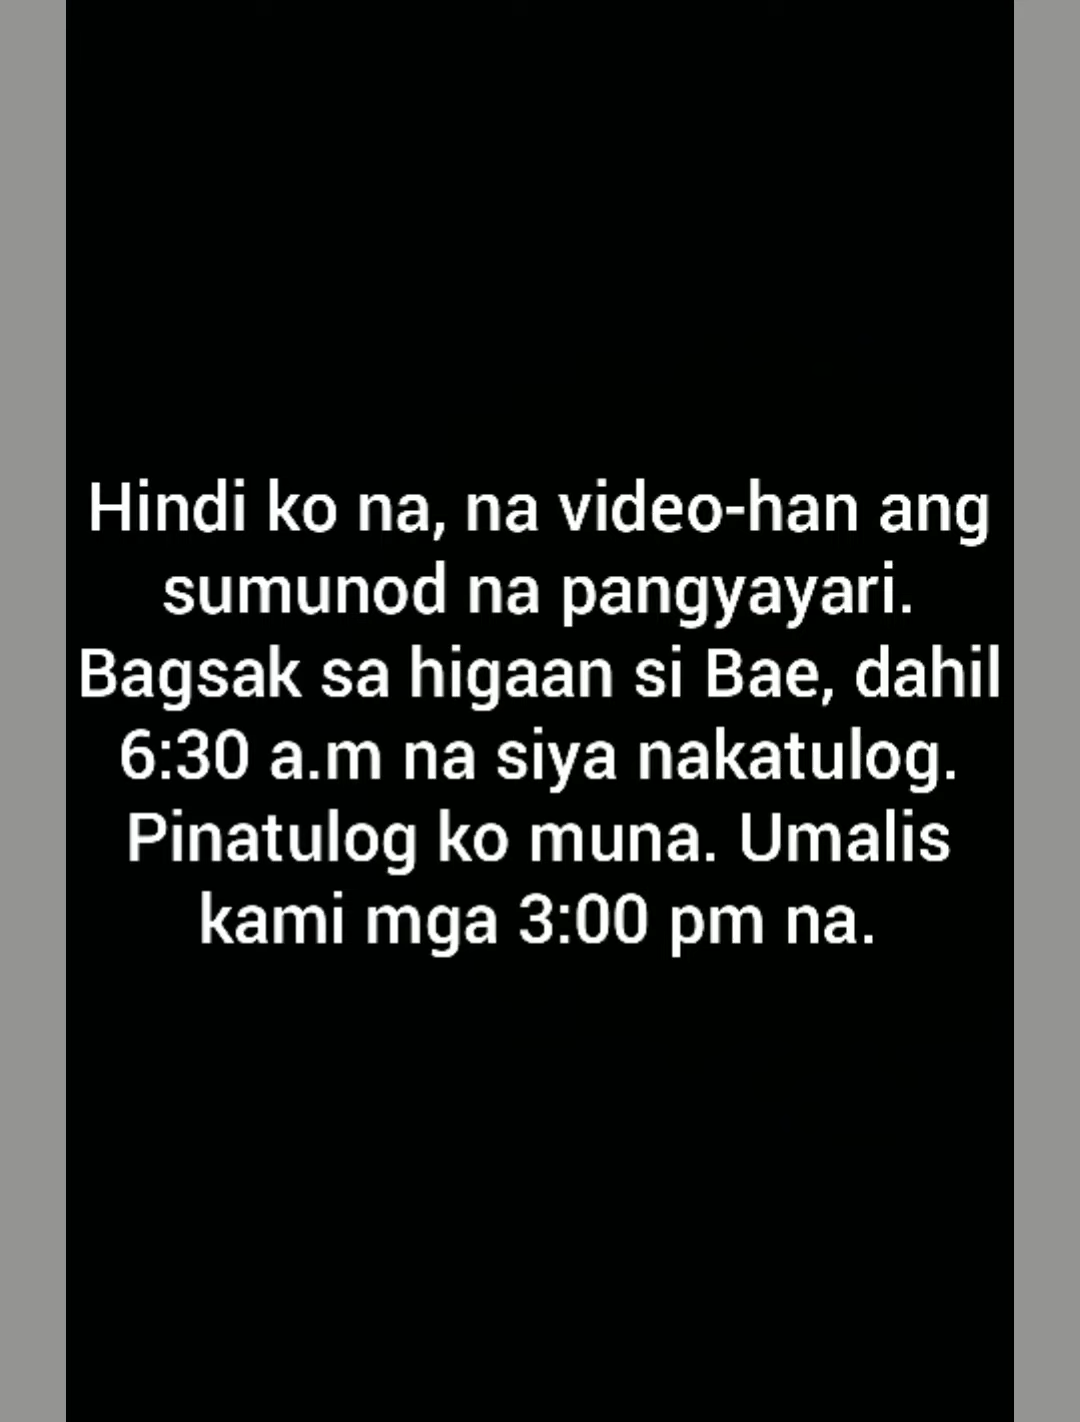 Hindi ko na, na video-han ang
sumunod na pangyayari.
Bagsak sa higaan si Bae, dahil
6:30 a.m na siya nakatulog.
Pinatulog ko muna. Umalis
kami mga 3:00 pm na.